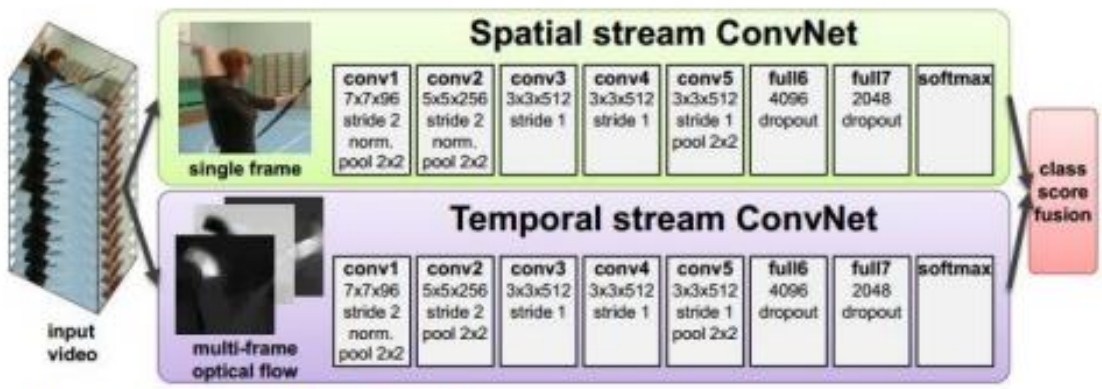 Spatial stream ConvNet
single frame
conv1
7x7x96
stride 2
norm.
pool 2x2
conv2
5x5x256
stride 2
norm.
pool 2x2
conv3
3x3x512
stride 1
conv4
3x3x512
stride 1
conv5
3x3x512
stride 1
pool 2x2
full6
4096
dropout
full7
2048
dropout
softmax
Temporal stream ConvNet
multi-frame
optical flow
conv1
7x7x96
stride 2
norm.
pool 2x2
conv2
5x5x256
stride 2
pool 2x2
conv3
3x3x512
stride 1
conv4
3x3x512
stride 1
conv5
3x3x512
stride 1
pool 2x2
full6
4096
dropout
full7
2048
dropout
softmax
input
video
class
score
fusion